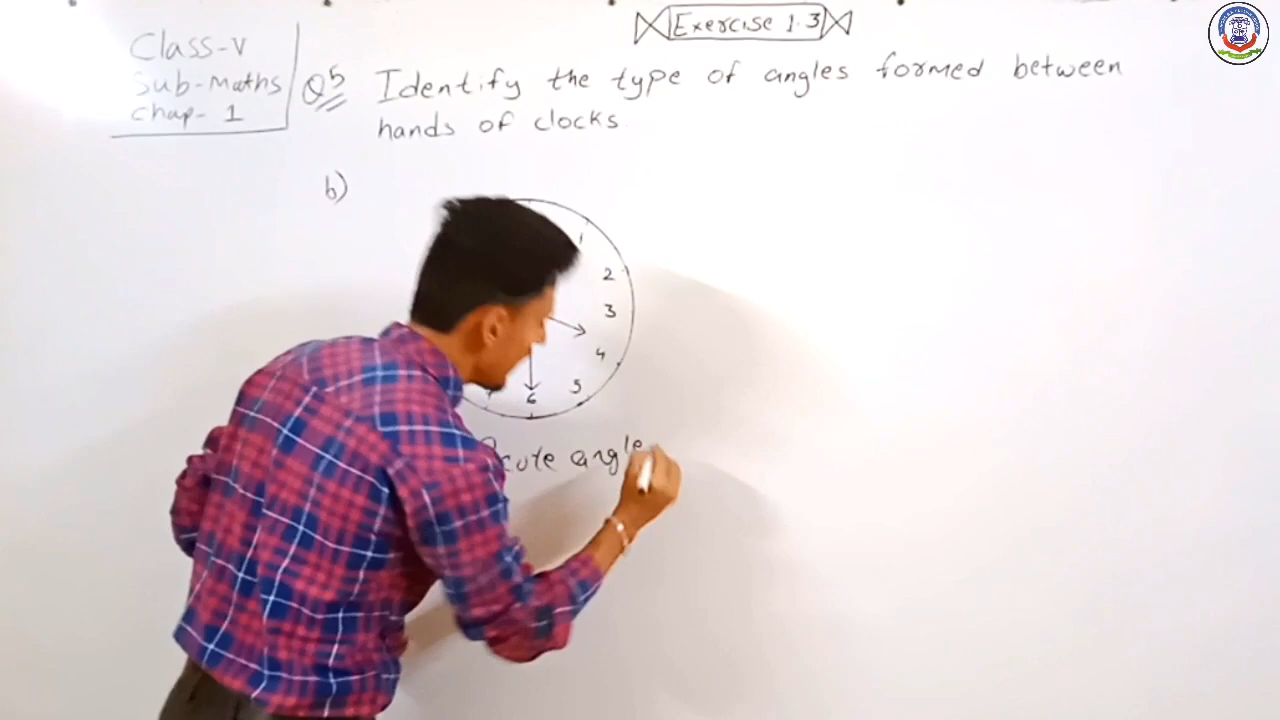 Exercise 1.3
Class-V
Sub-Maths
Chap- 1
Q5 Identify the type of angles formed between
hands of clocks.
b)
1
2
3
4
5
6
Acute angle